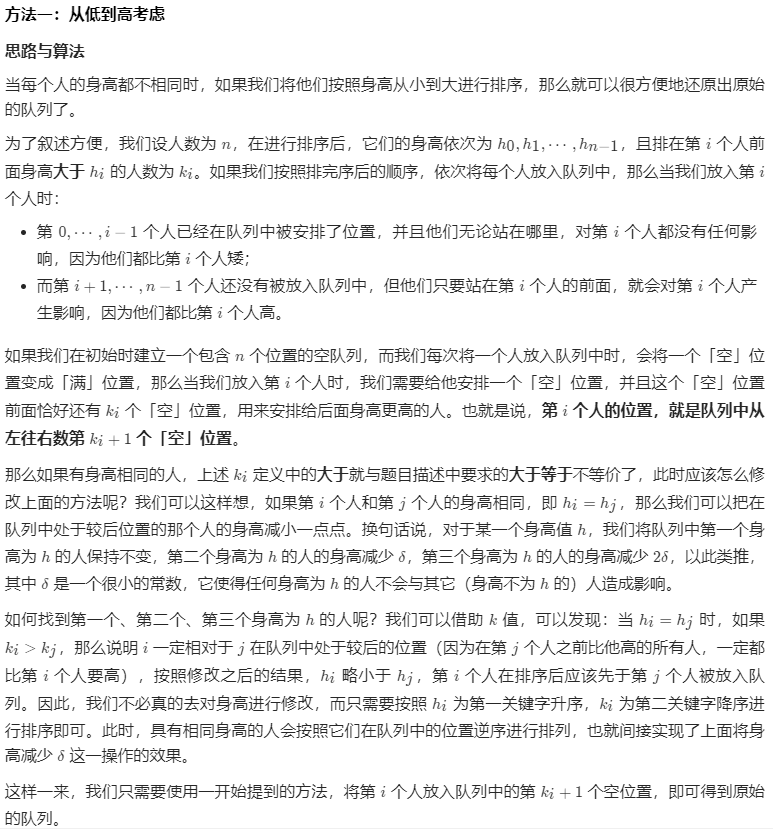 方法一：从低到高考虑
思路与算法
当每个人的身高都不相同时，如果我们将他们按照身高从小到大进行排序，那么就可以很方便地还原出原始
的队列了。
为了叙述方便，我们设人数为 n，在进行排序后，它们的身高依次为 h0, h1, ⋯ , hn−1，且排在第 i 个人前
面身高大于 hi 的人数为 ki。如果我们按照排完序后的顺序，依次将每个人放入队列中，那么当我们放入第 i
个人时：
• 第 0, ⋯ , i − 1 个人已经在队列中被安排了位置，并且他们无论站在哪里，对第 i 个人都没有任何影
响，因为他们都比第 i 个人矮；
• 而第 i + 1, ⋯ , n − 1 个人还没有被放入队列中，但他们只要站在第 i 个人的前面，就会对第 i 个人产
生影响，因为他们都比第 i 个人高。
如果我们在初始时建立一个包含 n 个位置的空队列，而我们每次将一个人放入队列中时，会将一个「空」位
置变成「满」位置，那么当我们放入第 i 个人时，我们需要给他安排一个「空」位置，并且这个「空」位置
前面恰好还有 ki 个「空」位置，用来安排给后面身高更高的人。也就是说，第 i 个人的位置，就是队列中从
左往右数第 ki + 1 个「空」位置。
那么如果有身高相同的人，上述 ki 定义中的大于就与题目描述中要求的大于等于不等价了，此时应该怎么修
改上面的方法呢？我们可以这样想，如果第 i 个人和第 j 个人的身高相同，即 hi = hj，那么我们可以把在
队列中处于较后位置的那个人的身高减小一点点。换句话说，对于某一个身高值 h，我们将队列中第一个身
高为 h 的人保持不变，第二个身高为 h 的人的身高减少 δ，第三个身高为 h 的人的身高减少 2δ，以此类推，
其中 δ 是一个很小的常数，它使得任何身高为 h 的人不会与其它（身高不为 h 的）人造成影响。
如何找到第一个、第二个、第三个身高为 h 的人呢？我们可以借助 k 值，可以发现：当 hi = hj 时，如果
ki > kj，那么说明 i 一定相对于 j 在队列中处于较后的位置（因为在第 j 个人之前比他高的所有人，一定都
比第 i 个人要高），按照修改之后的结果，hi 略小于 hj，第 i 个人在排序后应该先于第 j 个人被放入队
列。因此，我们不必真的去对身高进行修改，而只需要按照 hi 为第一关键字升序，ki 为第二关键字降序进
行排序即可。此时，具有相同身高的人会按照它们在队列中的位置逆序进行排列，也就间接实现了上面将身
高减少 δ 这一操作的效果。
这样一来，我们只需要使用一开始提到的方法，将第 i 个人放入队列中的第 ki + 1 个空位置，即可得到原始
的队列。